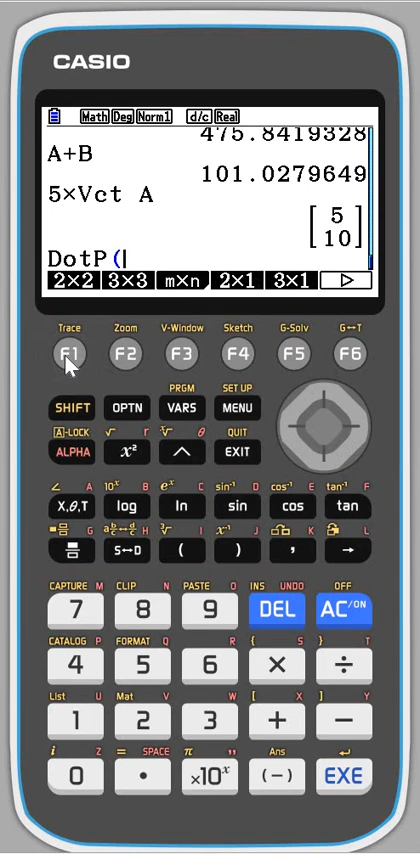 CASIO
Math Deg Norm1 d/c Real
475.8419328
A+B
101.0279649
5×Vct A
[5
10]
DotP(
2×2 3×3 m×n 2×1 3×1 ▷
Trace Zoom V-Window Sketch G-Solv G↔T
F1 F2 F3 F4 F5 F6
PRGM SET UP
SHIFT OPTN VARS MENU
A-LOCK √ r ∛ θ QUIT
ALPHA x² ^ EXIT
∠ A 10ˣ B eˣ C sin⁻¹ D cos⁻¹ E tan⁻¹ F
X,θ,T log ln sin cos tan
G H ∛ I x⁻¹ J K L
S↔D ( ) , →
CAPTURE M CLIP N PASTE O INS UNDO OFF
7 8 9 DEL AC/ON
CATALOG P FORMAT Q R { S } T
4 5 6 × ÷
List U Mat V W [ X ] Y
1 2 3 + −
i Z = SPACE π " Ans ↵
0 • ×10ˣ (−) EXE